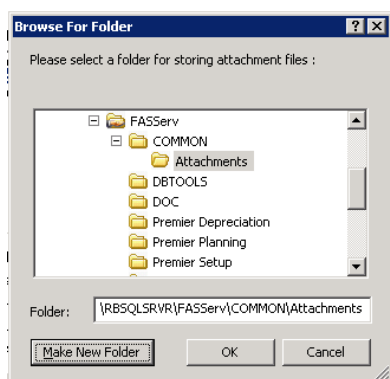 Browse For Folder
Please select a folder for storing attachment files :
FASServ
COMMON
Attachments
DBTOOLS
DOC
Premier Depreciation
Premier Planning
Premier Setup
Folder: \RBSQLSRVR\FASServ\COMMON\Attachments
Make New Folder OK Cancel